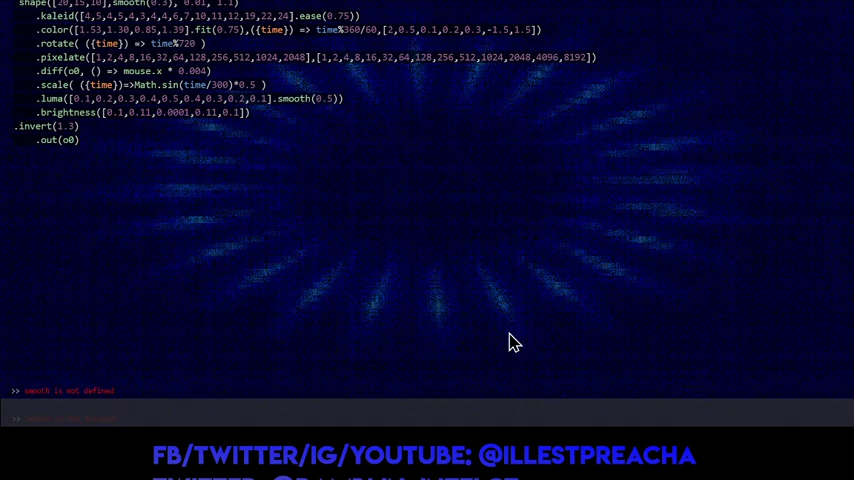 shape([20,15,10],smooth(0.3), 0.01, 1.1)
.kaleid([4,5,4,5,4,3,4,4,6,7,10,11,12,19,22,24].ease(0.75))
.color([1.53,1.30,0.85,1.39].fit(0.75),({time}) => time%360/60,[2,0.5,0.1,0.2,0.3,-1.5,1.5])
.rotate( ({time}) => time%720 )
.pixelate([1,2,4,8,16,32,64,128,256,512,1024,2048],[1,2,4,8,16,32,64,128,256,512,1024,2048,4096,8192])
.diff(o0, () => mouse.x * 0.004)
.scale( ({time})=>Math.sin(time/300)*0.5 )
.luma([0.1,0.2,0.3,0.4,0.5,0.4,0.3,0.2,0.1].smooth(0.5))
.brightness([0.1,0.11,0.0001,0.11,0.1])
.invert(1.3)
.out(o0)
>> smooth is not defined
>> smooth is not defined
FB/TWITTER/IG/YOUTUBE: @ILLESTPREACHA